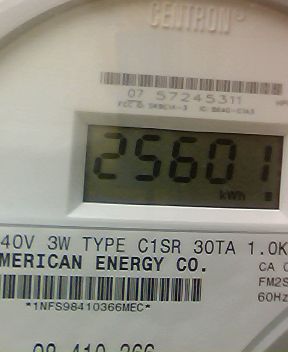 CENTRON
07 57245311
25601
kWh
40V 3W TYPE C1SR 30TA 1.0K
MERICAN ENERGY CO.
CA
FM2S
60Hz
*1NFS98410366MEC*